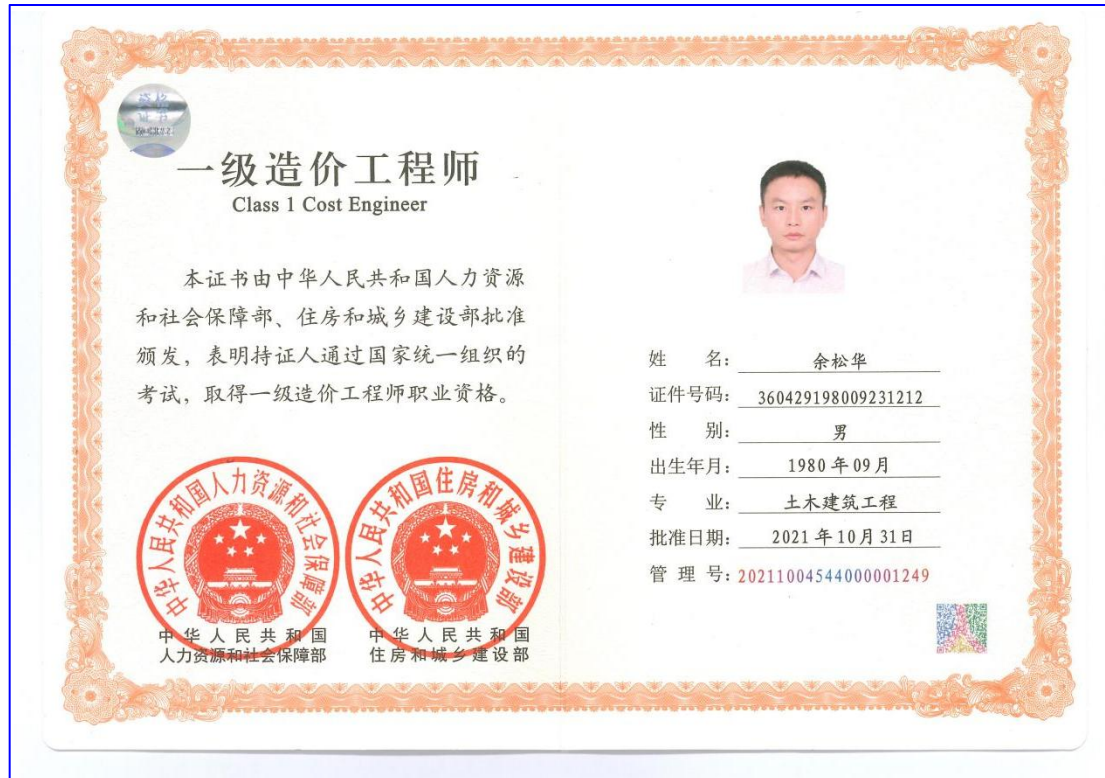 资格
证书
一级造价工程师
Class 1 Cost Engineer
本证书由中华人民共和国人力资源
和社会保障部、住房和城乡建设部批准
颁发，表明持证人通过国家统一组织的
考试，取得一级造价工程师职业资格。
中华人民共和国人力资源和社会保障部
中华人民共和国
人力资源和社会保障部
中华人民共和国住房和城乡建设部
中华人民共和国
住房和城乡建设部
姓 名： 余松华
证件号码： 360429198009231212
性 别： 男
出生年月： 1980年09月
专 业： 土木建筑工程
批准日期： 2021年10月31日
管 理 号：20211004544000001249